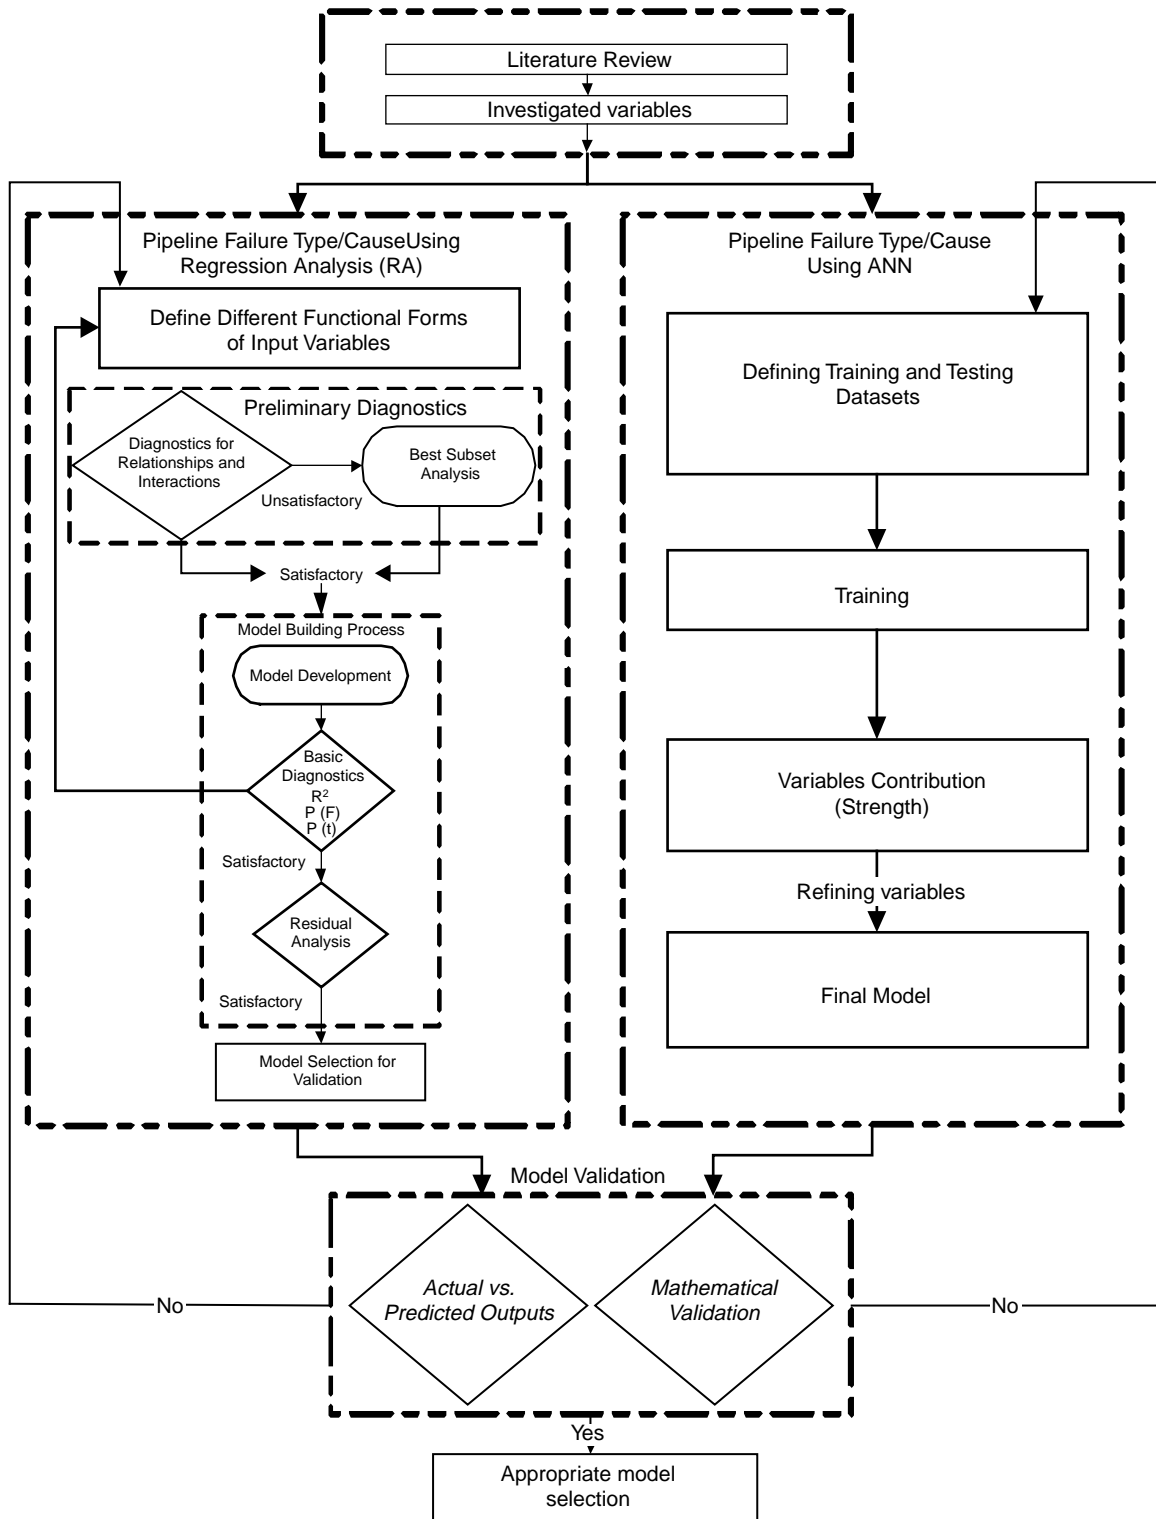 Literature Review
Investigated variables
Pipeline Failure Type/CauseUsing
Regression Analysis (RA)
Define Different Functional Forms
of Input Variables
Preliminary Diagnostics
Diagnostics for
Relationships and
Interactions
Unsatisfactory
Best Subset
Analysis
Satisfactory
Model Building Process
Model Development
Basic
Diagnostics
R²
P (F)
P (t)
Satisfactory
Residual
Analysis
Satisfactory
Model Selection for
Validation
Pipeline Failure Type/Cause
Using ANN
Defining Training and Testing
Datasets
Training
Variables Contribution
(Strength)
Refining variables
Final Model
Model Validation
Actual vs.
Predicted Outputs
Mathematical
Validation
No
No
Yes
Appropriate model
selection